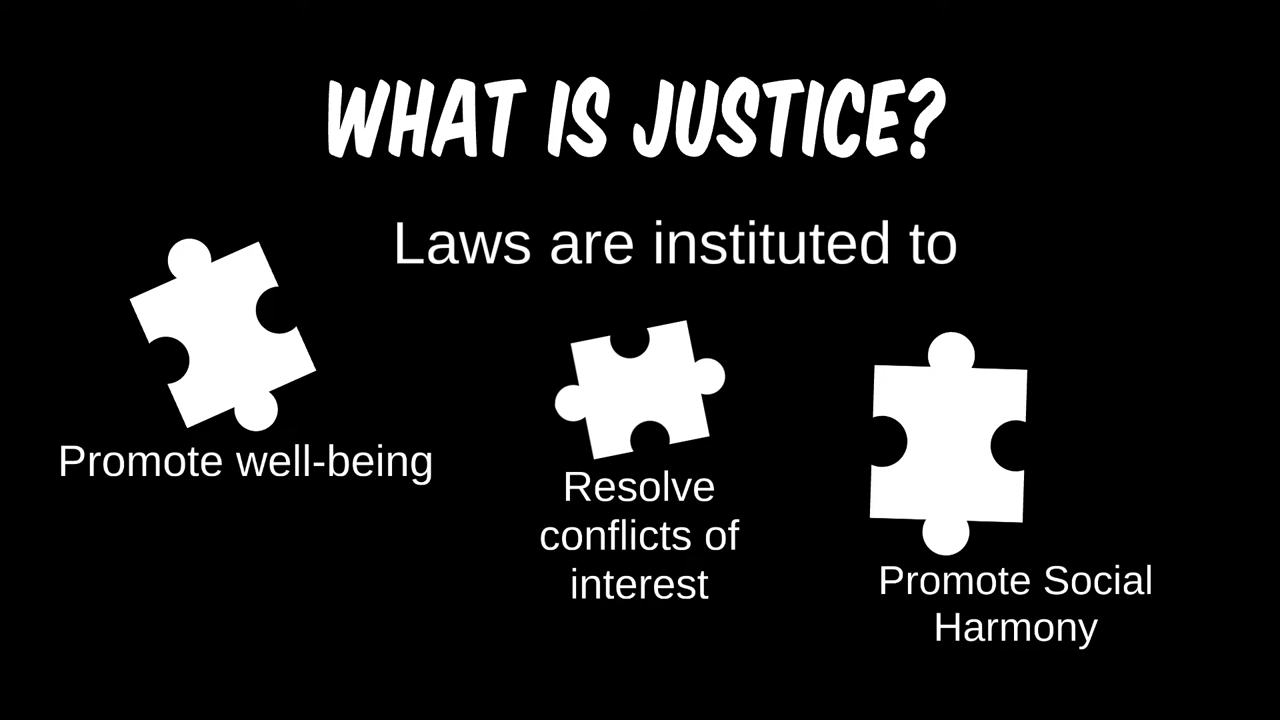 WHAT IS JUSTICE?
Laws are instituted to
Promote well-being
Resolve
conflicts of
interest
Promote Social
Harmony